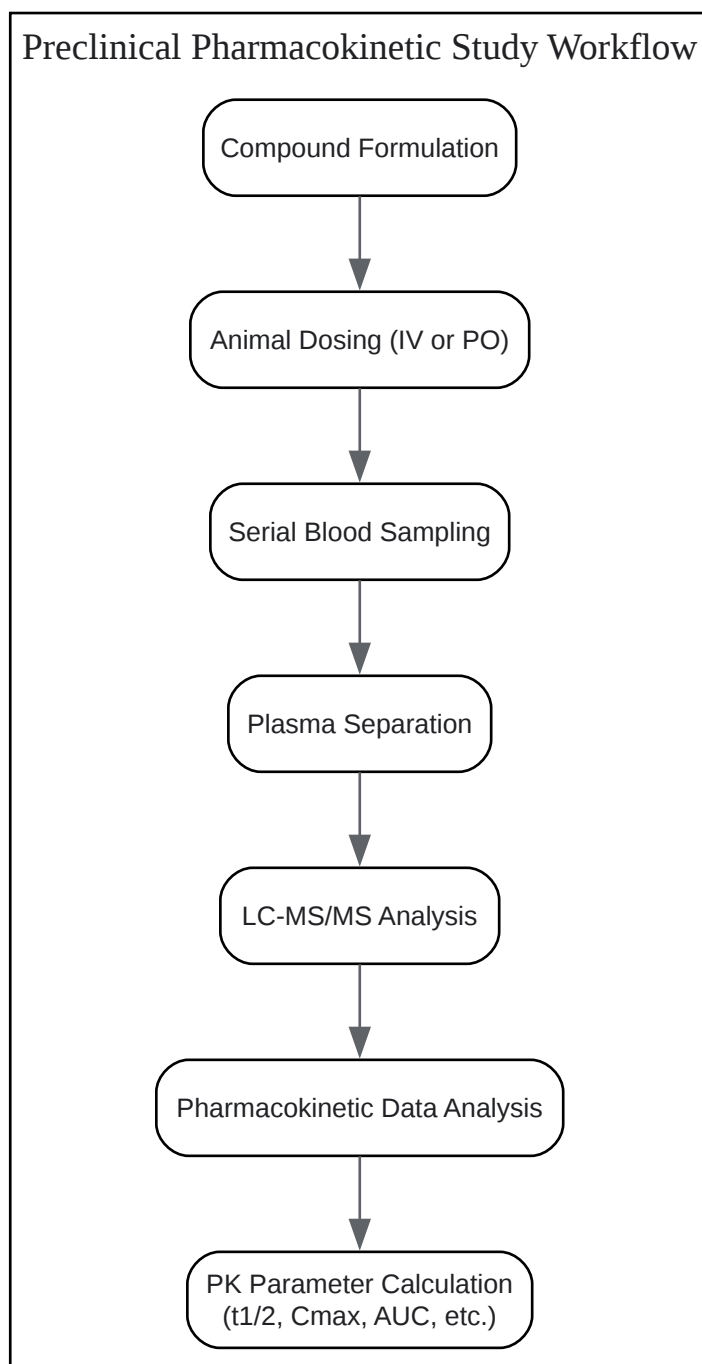 Preclinical Pharmacokinetic Study Workflow
Compound Formulation
Animal Dosing (IV or PO)
Serial Blood Sampling
Plasma Separation
LC-MS/MS Analysis
Pharmacokinetic Data Analysis
PK Parameter Calculation
(t1/2, Cmax, AUC, etc.)